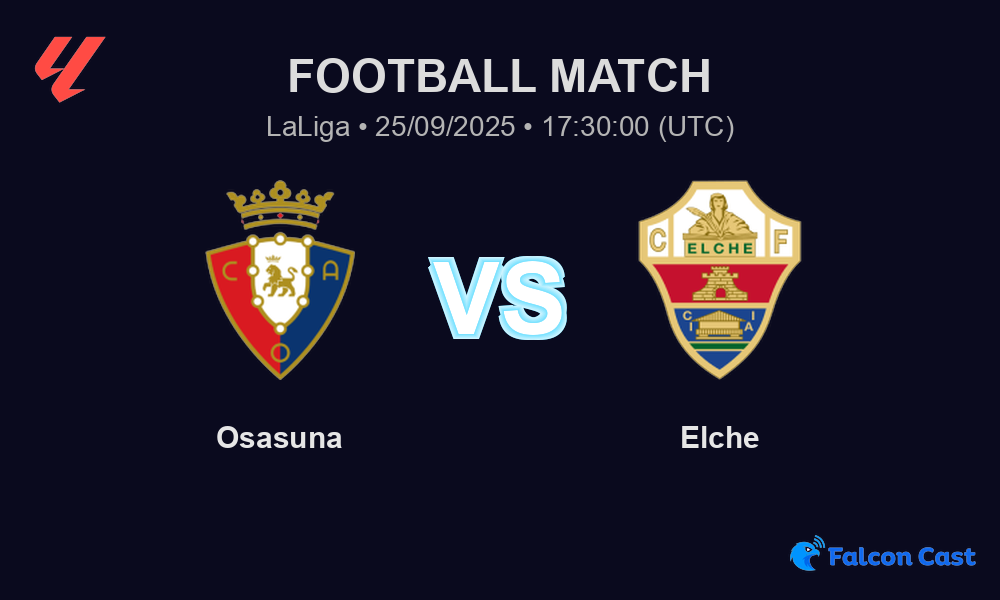 FOOTBALL MATCH
LaLiga • 25/09/2025 • 17:30:00 (UTC)
C A
O
VS
C ELCHE F
C I
I A
Osasuna
Elche
Falcon Cast